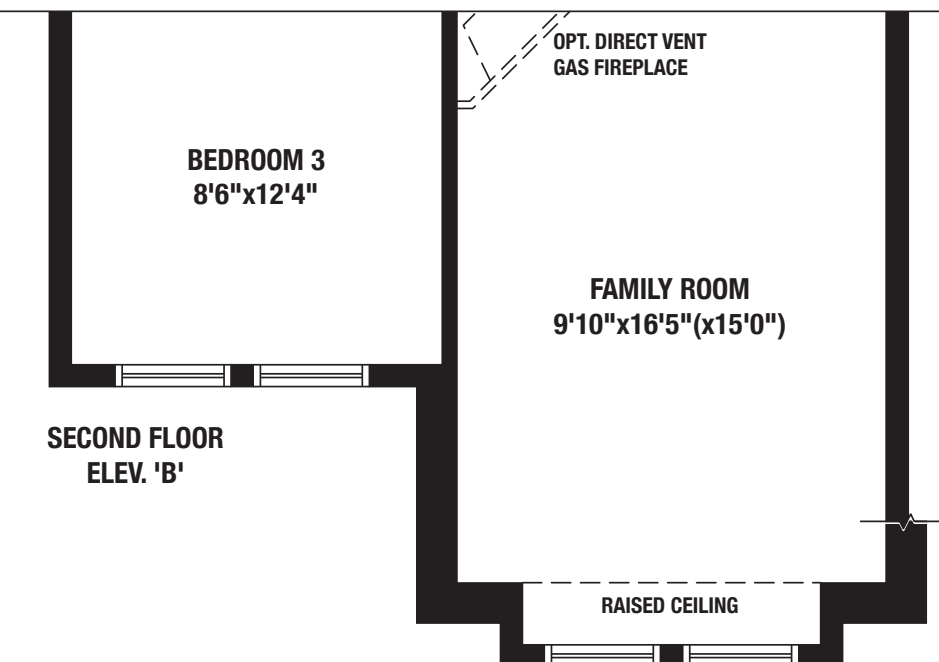 OPT. DIRECT VENT
GAS FIREPLACE
BEDROOM 3
8'6"x12'4"
FAMILY ROOM
9'10"x16'5"(x15'0")
SECOND FLOOR
ELEV. 'B'
RAISED CEILING